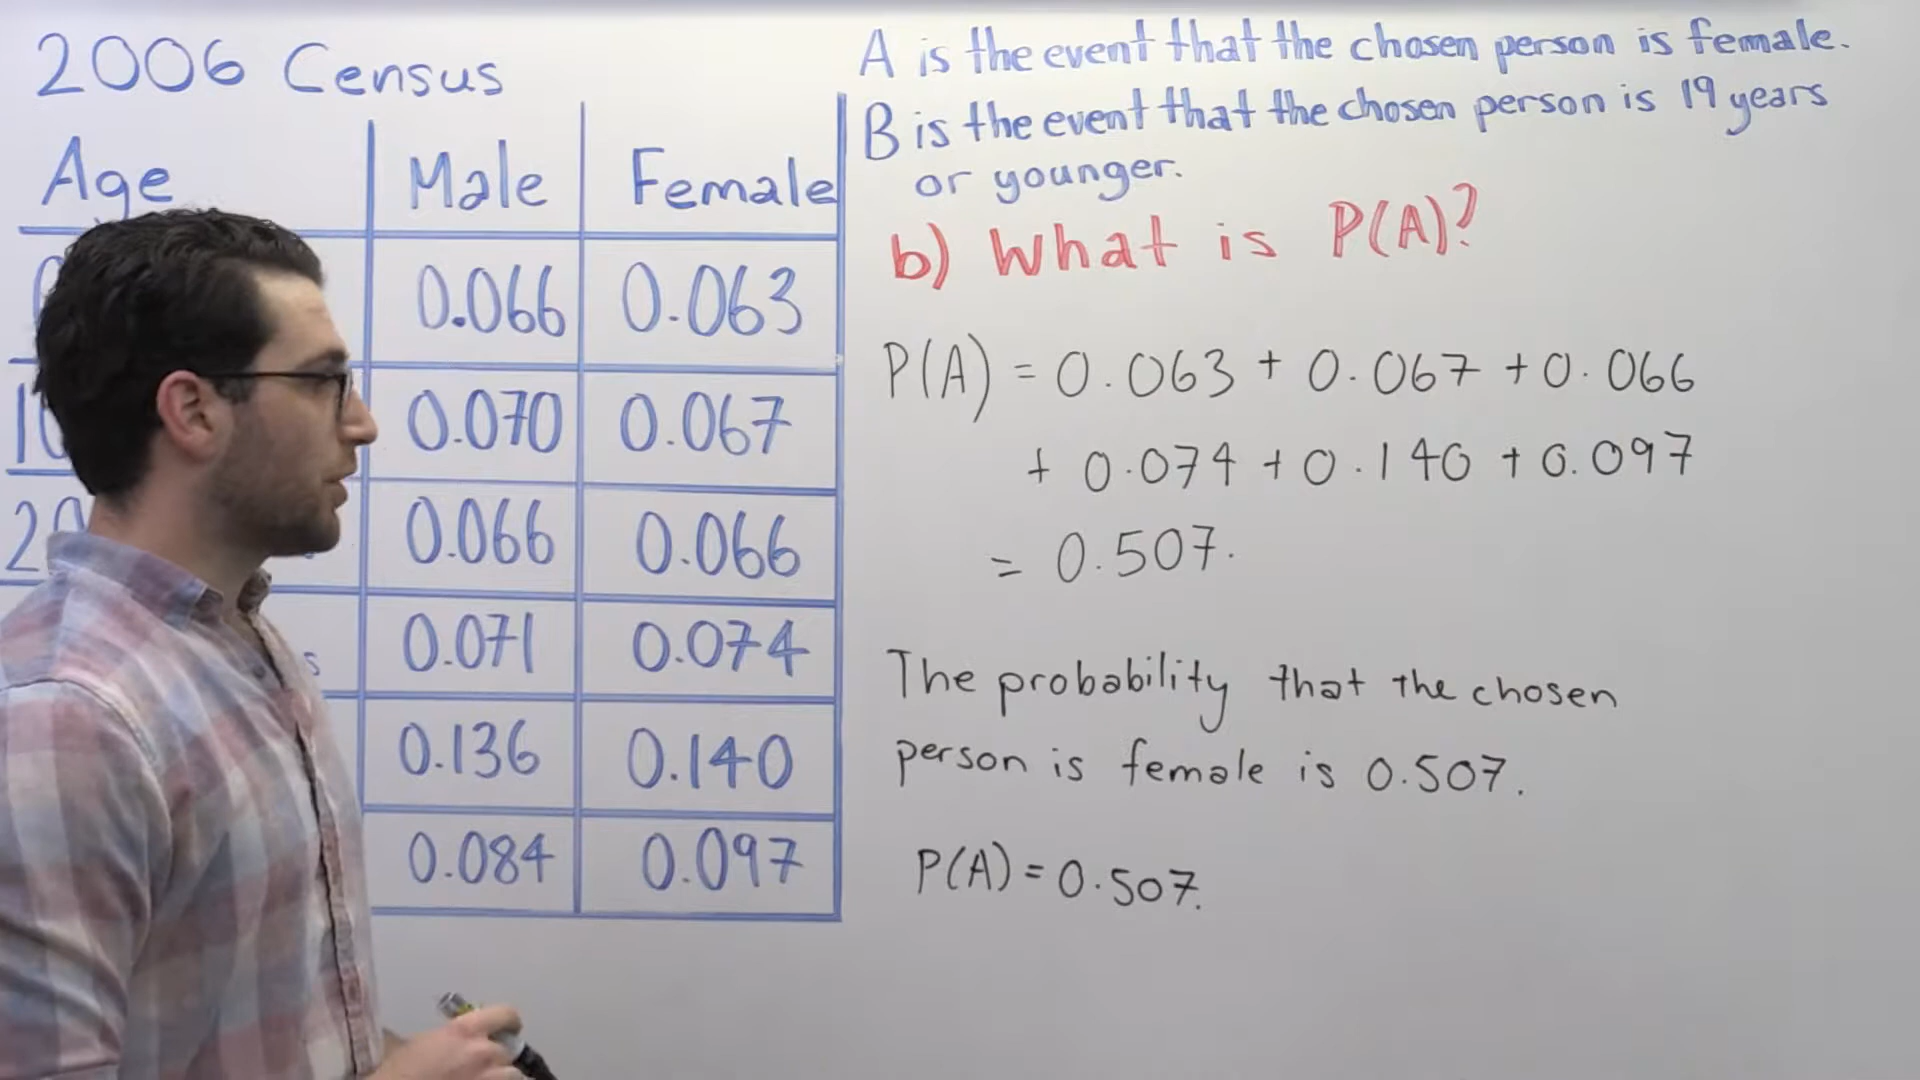 2006 Census
Age Male Female
0.066 0.063
10 0.070 0.067
20 0.066 0.066
s 0.071 0.074
0.136 0.140
0.084 0.097
A is the event that the chosen person is female.
B is the event that the chosen person is 19 years
or younger.
b) What is P(A)?
P(A) = 0.063 + 0.067 + 0.066
+ 0.074 + 0.140 + 0.097
= 0.507.
The probability that the chosen
person is female is 0.507.
P(A) = 0.507.